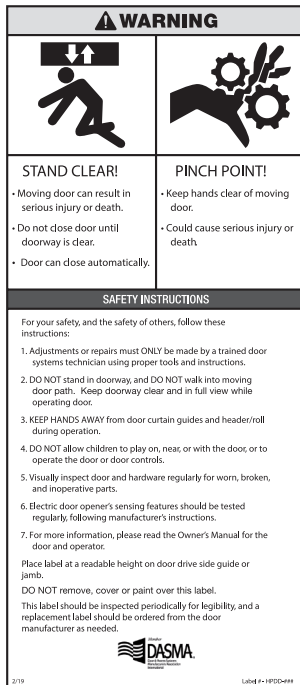 WARNING
STAND CLEAR!
• Moving door can result in
serious injury or death.
• Do not close door until
doorway is clear.
• Door can close automatically.
PINCH POINT!
• Keep hands clear of moving
door.
• Could cause serious injury or
death.
SAFETY INSTRUCTIONS
For your safety, and the safety of others, follow these
instructions:
1. Adjustments or repairs must ONLY be made by a trained door
systems technician using proper tools and instructions.
2. DO NOT stand in doorway, and DO NOT walk into moving
door path. Keep doorway clear and in full view while
operating door.
3. KEEP HANDS AWAY from door curtain guides and header/roll
during operation.
4. DO NOT allow children to play on, near, or with the door, or to
operate the door or door controls.
5. Visually inspect door and hardware regularly for worn, broken,
and inoperative parts.
6. Electric door opener's sensing features should be tested
regularly, following manufacturer's instructions.
7. For more information, please read the Owner's Manual for the
door and operator.
Place label at a readable height on door drive side guide or
jamb.
DO NOT remove, cover or paint over this label.
This label should be inspected periodically for legibility, and a
replacement label should be ordered from the door
manufacturer as needed.
DASMA
2/19
Label # - HPDD-###